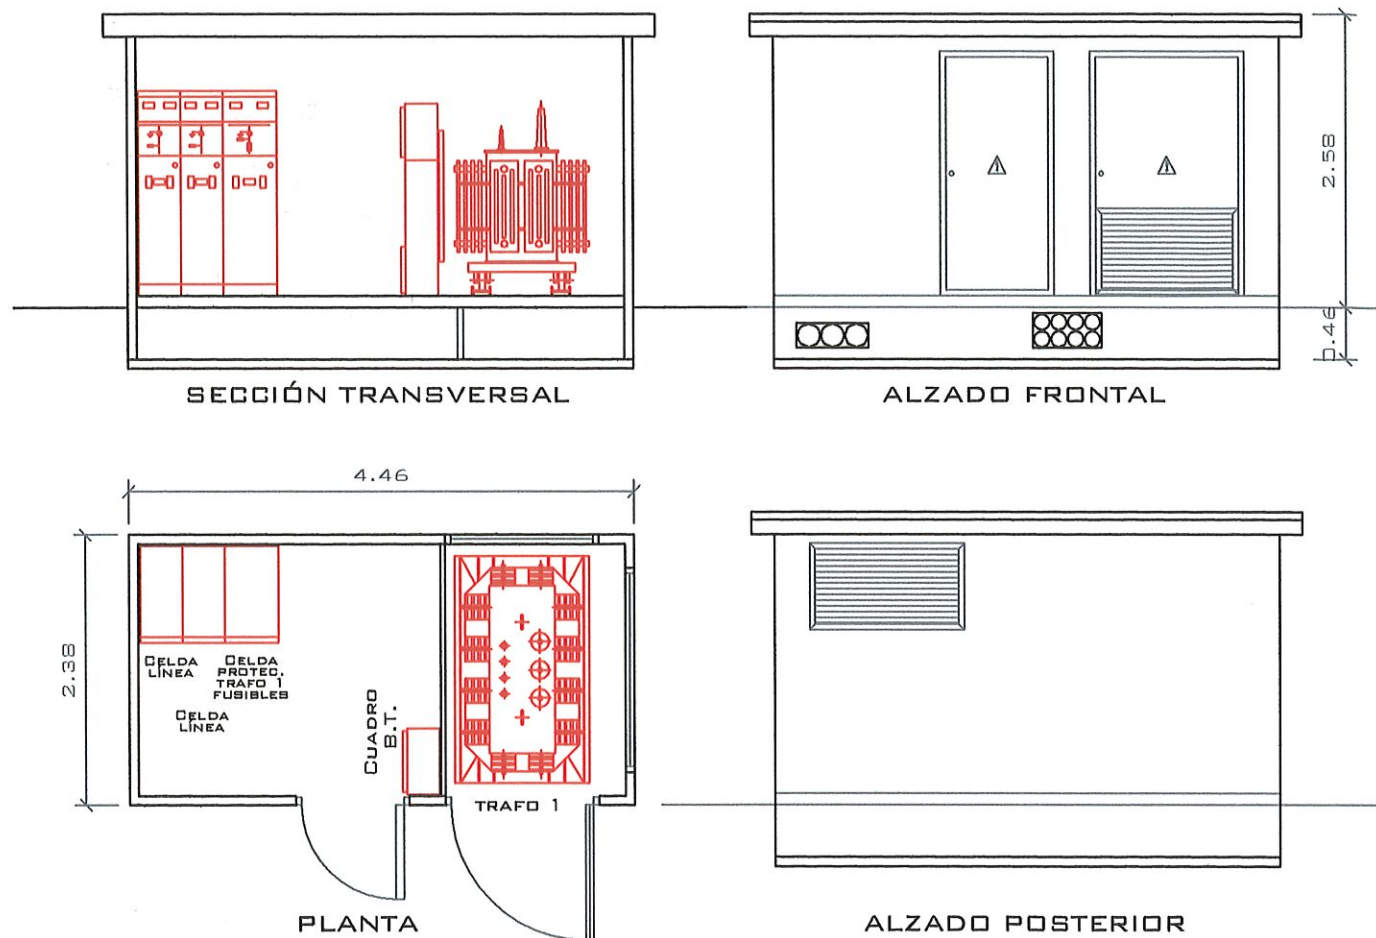 2.58
0.46
SECCIÓN TRANSVERSAL
ALZADO FRONTAL
4.46
2.38
CELDA
LÍNEA
CELDA
PROTEC.
TRAFO 1
FUSIBLES
CELDA
LÍNEA
CUADRO
B.T.
TRAFO 1
PLANTA
ALZADO POSTERIOR